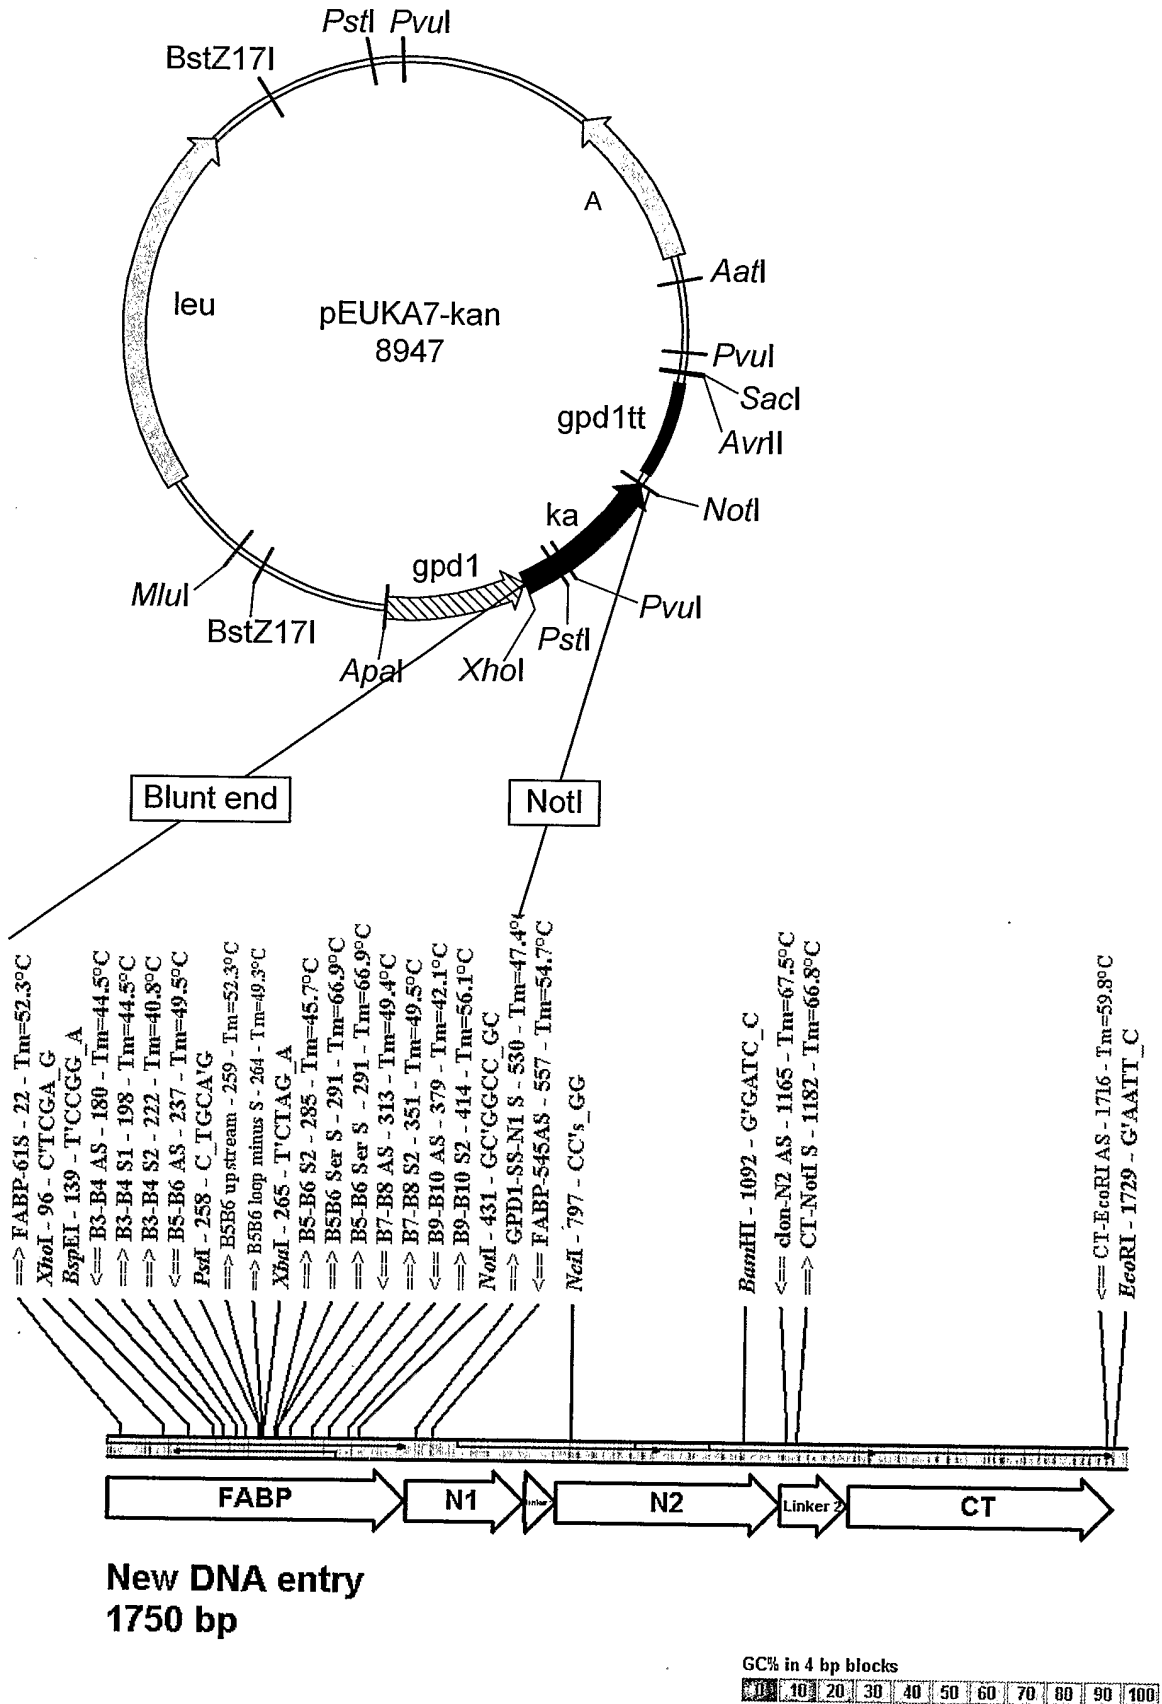 PstI PvuI
BstZ17I
A
AatI
leu
pEUKA7-kan
8947
PvuI
SacI
gpd1tt
AvrII
NotI
ka
gpd1
MluI
PvuI
BstZ17I
PstI
ApaI
XhoI
Blunt end
NotI
==> FABP-61S - 22 - Tm=52.3°C
XhoI - 96 - C'TCGA_G
BspEI - 139 - T'CCGG_A
<== B3-B4 AS - 180 - Tm=44.5°C
==> B3-B4 S1 - 198 - Tm=44.5°C
==> B3-B4 S2 - 222 - Tm=40.8°C
<== B5-B6 AS - 237 - Tm=49.5°C
PstI - 258 - C_TGCA'G
==> B5B6 upstream - 259 - Tm=52.3°C
==> B5B6 loop minus S - 264 - Tm=49.3°C
XbaI - 265 - T'CTAG_A
==> B5-B6 S2 - 285 - Tm=45.7°C
==> B5B6 Ser S - 291 - Tm=66.9°C
==> B5-B6 Ser S - 291 - Tm=66.9°C
<== B7-B8 AS - 313 - Tm=49.4°C
==> B7-B8 S2 - 351 - Tm=49.5°C
<== B9-B10 AS - 379 - Tm=42.1°C
==> B9-B10 S2 - 414 - Tm=56.1°C
NotI - 431 - GC'GGCC_GC
==> GPD1-SS-N1 S - 530 - Tm=47.4°
<== FABP-545AS - 557 - Tm=54.7°C
NciI - 797 - CC's_GG
BamHI - 1092 - G'GATC_C
<== clon-N2 AS - 1165 - Tm=67.5°C
==> CT-NotI S - 1182 - Tm=66.8°C
<== CT-EcoRI AS - 1716 - Tm=59.8°C
EcoRI - 1729 - G'AATT_C
FABP N1 N2 Linker 2 CT
New DNA entry
1750 bp
GC% in 4 bp blocks
0 10 20 30 40 50 60 70 80 90 100